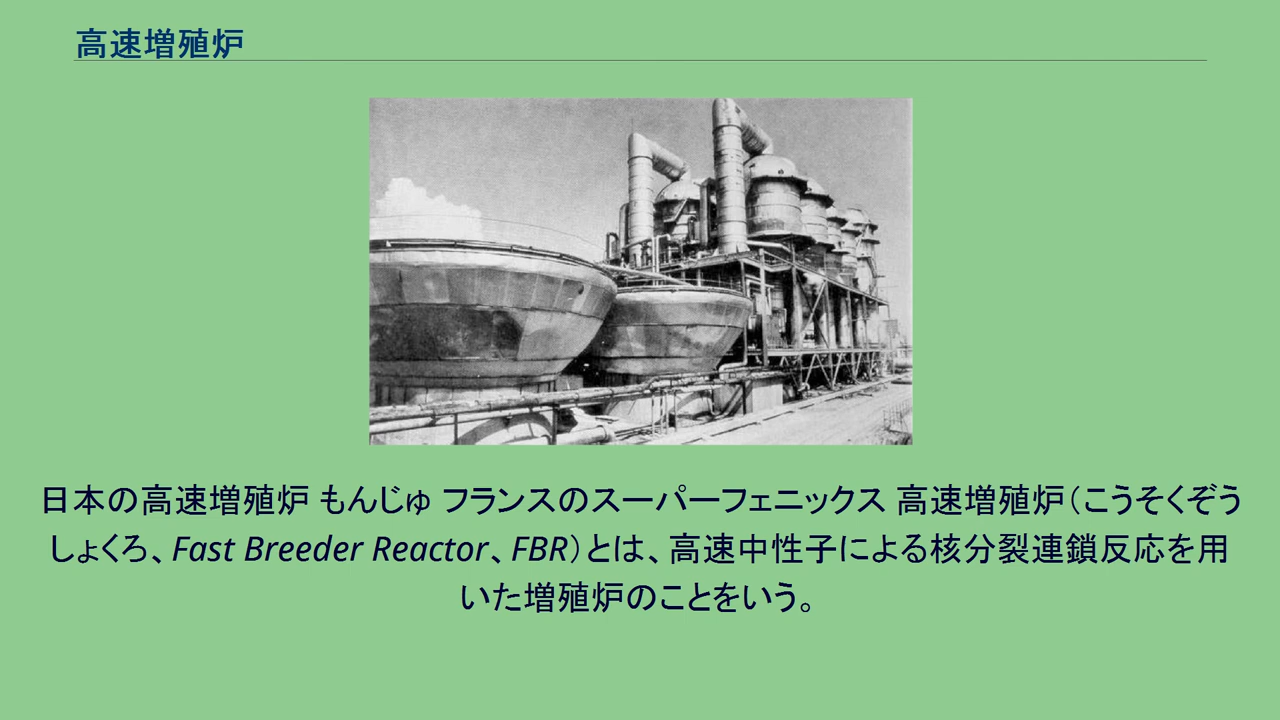 高速増殖炉
日本の高速増殖炉 もんじゅ フランスのスーパーフェニックス 高速増殖炉（こうそくぞう
しょくろ、Fast Breeder Reactor、FBR）とは、高速中性子による核分裂連鎖反応を用
いた増殖炉のことをいう。